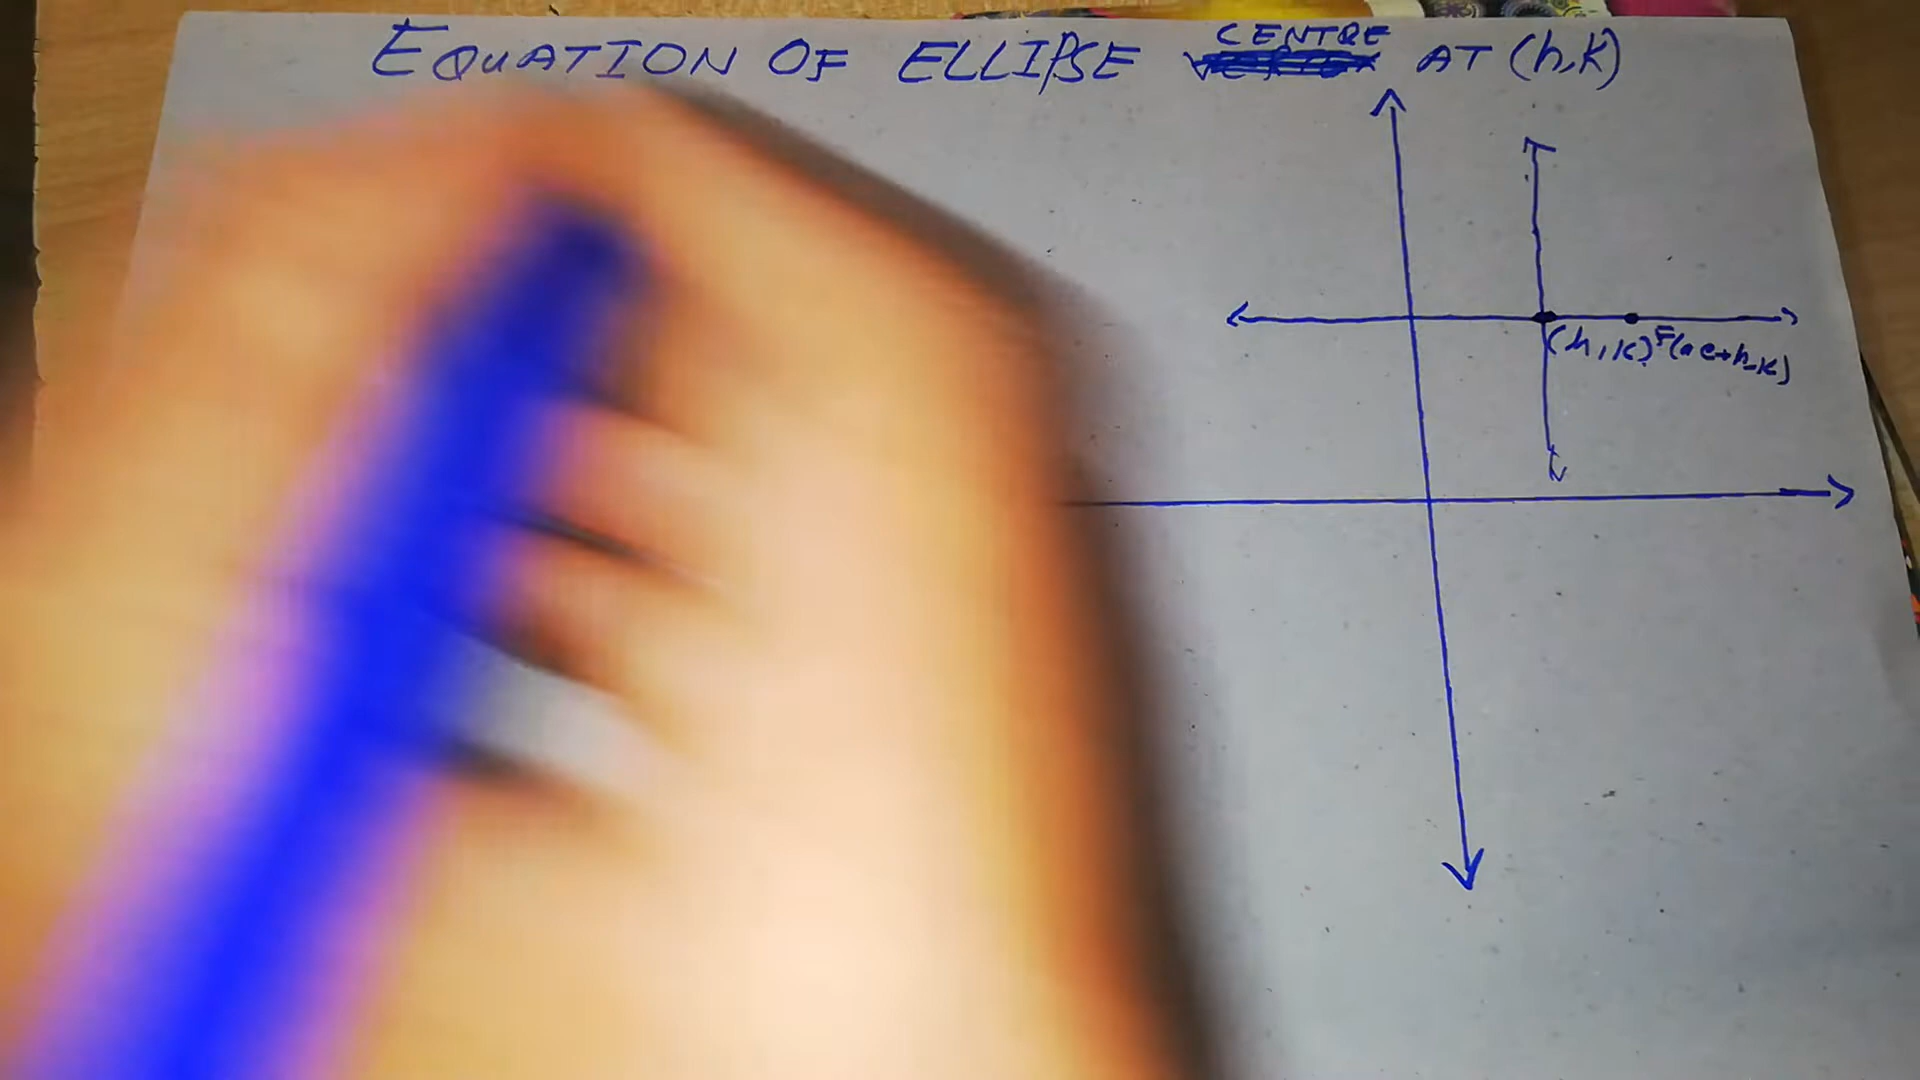 EQUATION OF ELLIPSE CENTRE AT (h,k)
(h,k) F(ae+h,k)